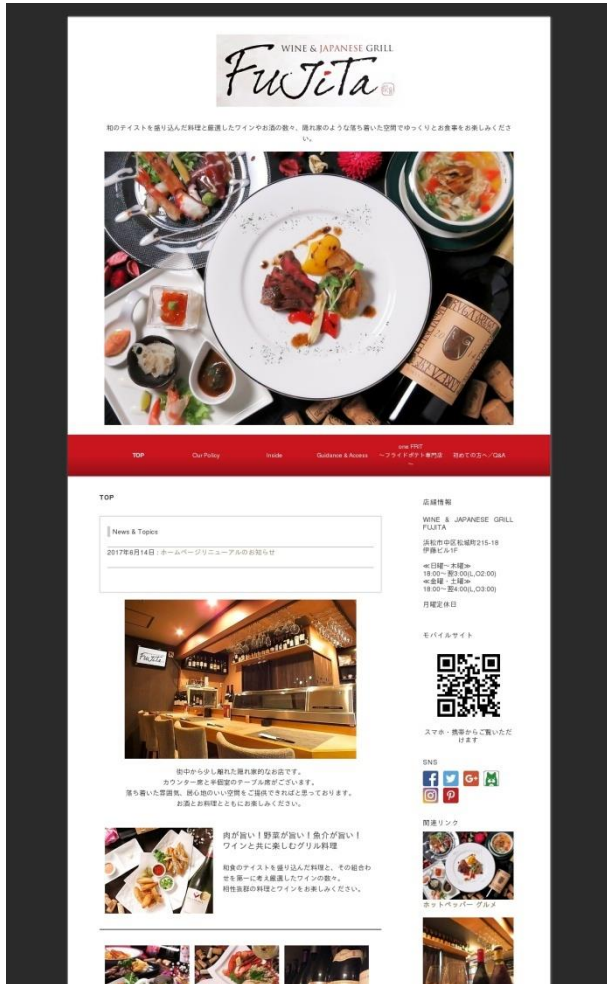 WINE & JAPANESE GRILL
FuJiTa
和のテイストを盛り込んだ料理と厳選したワインやお酒の数々、隠れ家のような落ち着いた空間でゆっくりとお食事をお楽しみくださ
い。
TOP
Our Policy
Inside
Guidance & Access
one FRIT
～フライドポテト専門店
～
初めての方へ／Q&A
TOP
News & Topics
2017年6月14日 : ホームページリニューアルのお知らせ
FuJiTa
街中から少し離れた隠れ家的なお店です。
カウンター席と半個室のテーブル席がございます。
落ち着いた雰囲気、居心地のいい空間をご提供できればと思っております。
お酒とお料理とともにお楽しみください。
肉が旨い！野菜が旨い！魚介が旨い！
ワインと共に楽しむグリル料理
和食のテイストを盛り込んだ料理と、その組合わ
せを第一に考え厳選したワインの数々。
相性抜群の料理とワインをお楽しみください。
店舗情報
WINE & JAPANESE GRILL
FUJITA
浜松市中区松城町215-18
伊藤ビル1F
≪日曜～木曜≫
18:00～翌3:00(L,O2:00)
≪金曜・土曜≫
18:00～翌4:00(L,O3:00)
月曜定休日
モバイルサイト
スマホ・携帯からご覧いただ
けます
SNS
関連リンク
ホットペッパー グルメ